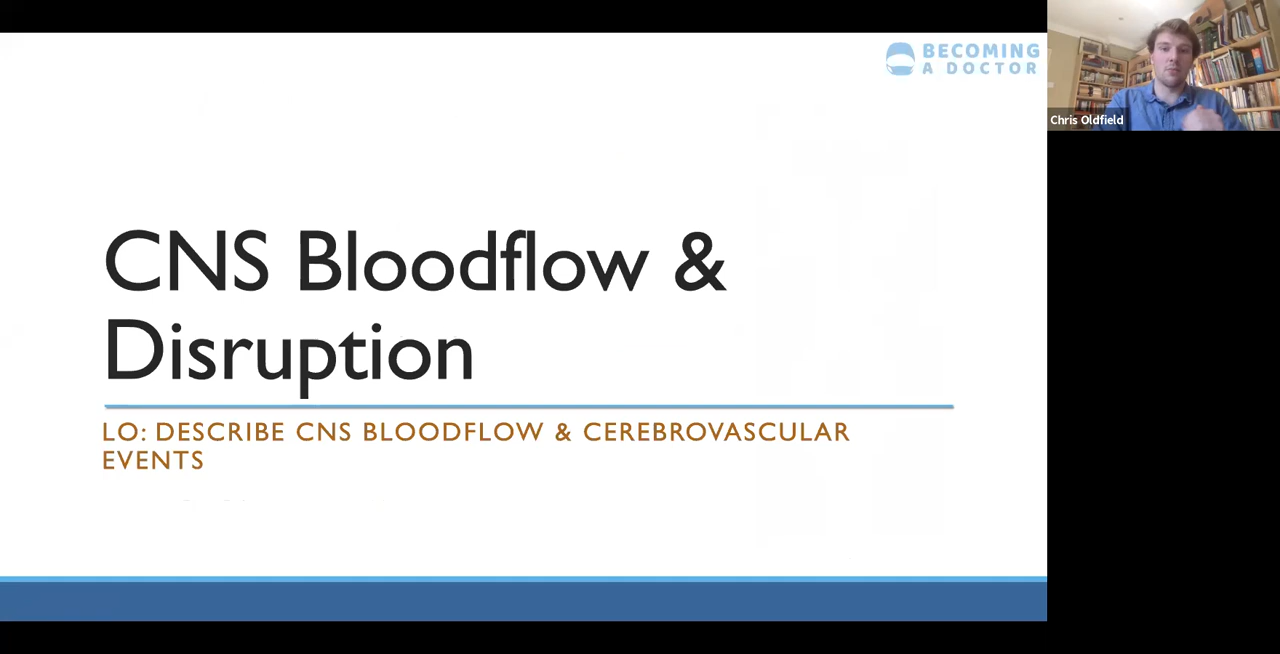 BECOMING
A DOCTOR
Chris Oldfield
CNS Bloodflow &
Disruption
LO: DESCRIBE CNS BLOODFLOW & CEREBROVASCULAR
EVENTS